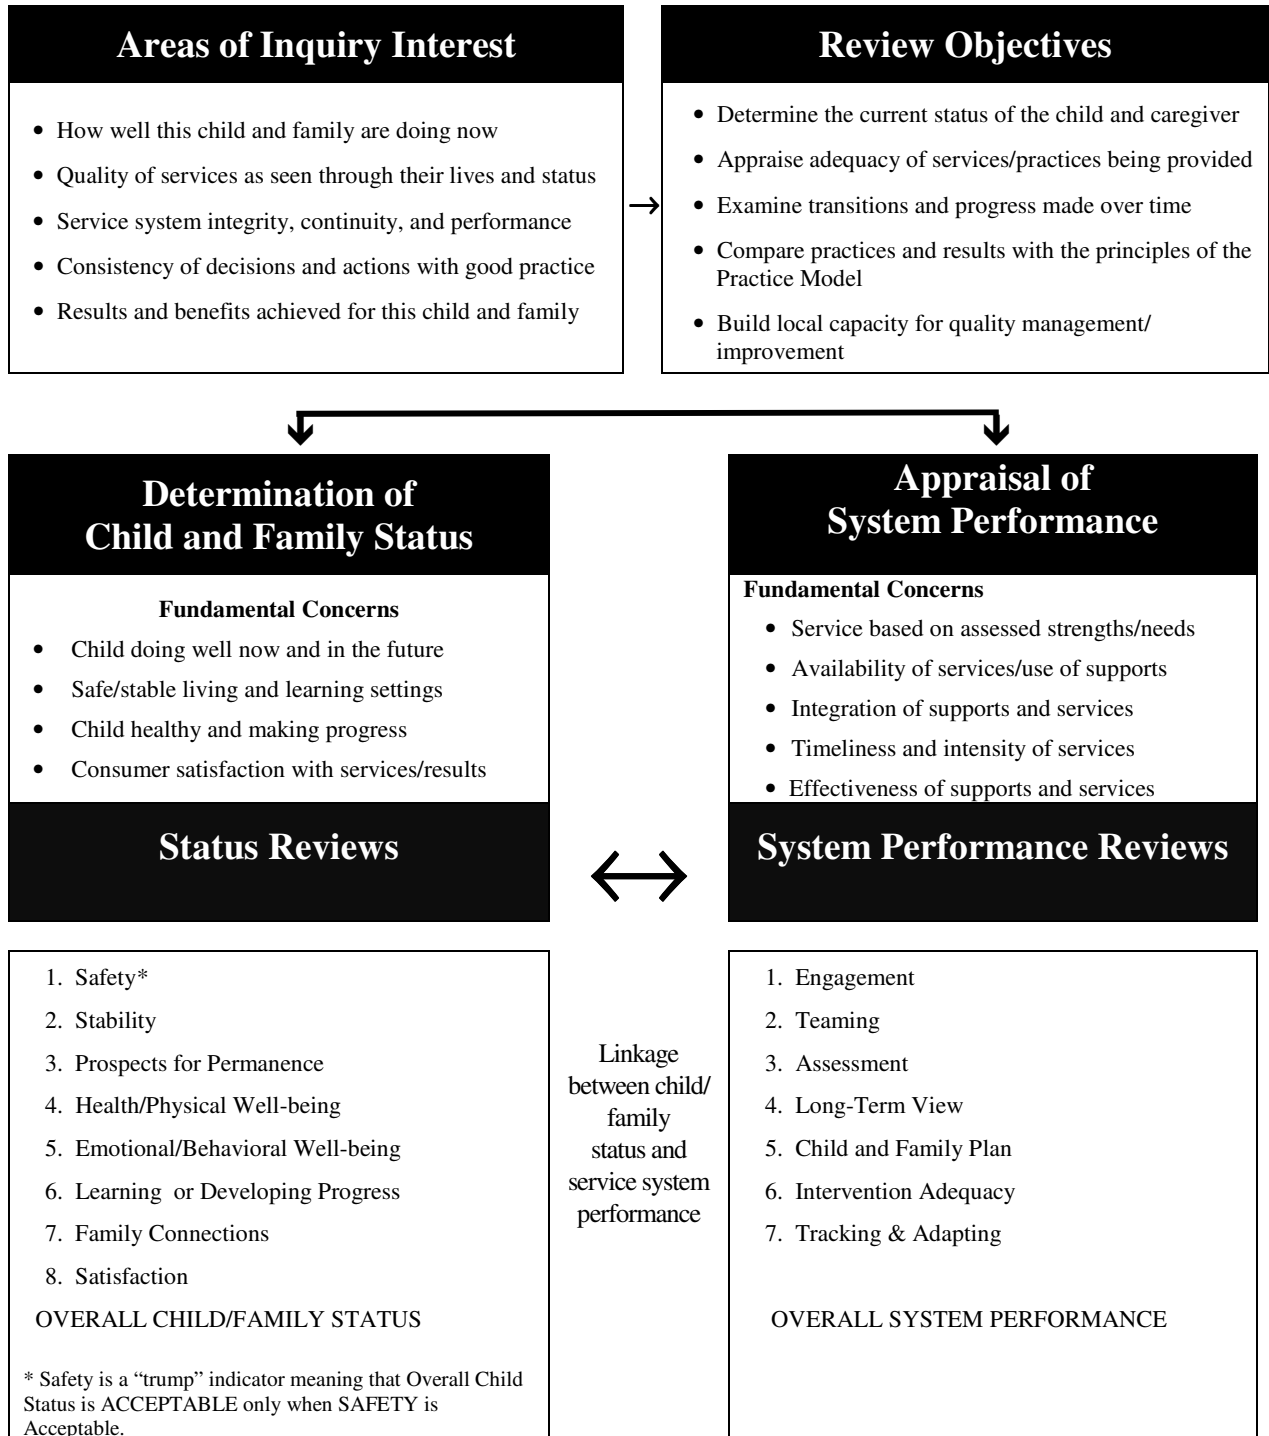 Areas of Inquiry Interest
• How well this child and family are doing now
• Quality of services as seen through their lives and status
• Service system integrity, continuity, and performance
• Consistency of decisions and actions with good practice
• Results and benefits achieved for this child and family
→
Review Objectives
• Determine the current status of the child and caregiver
• Appraise adequacy of services/practices being provided
• Examine transitions and progress made over time
• Compare practices and results with the principles of the
Practice Model
• Build local capacity for quality management/
improvement
Determination of
Child and Family Status
Fundamental Concerns
• Child doing well now and in the future
• Safe/stable living and learning settings
• Child healthy and making progress
• Consumer satisfaction with services/results
Appraisal of
System Performance
Fundamental Concerns
• Service based on assessed strengths/needs
• Availability of services/use of supports
• Integration of supports and services
• Timeliness and intensity of services
• Effectiveness of supports and services
Status Reviews
System Performance Reviews
1. Safety*
2. Stability
3. Prospects for Permanence
4. Health/Physical Well-being
5. Emotional/Behavioral Well-being
6. Learning or Developing Progress
7. Family Connections
8. Satisfaction
OVERALL CHILD/FAMILY STATUS
* Safety is a “trump” indicator meaning that Overall Child
Status is ACCEPTABLE only when SAFETY is
Acceptable.
Linkage
between child/
family
status and
service system
performance
1. Engagement
2. Teaming
3. Assessment
4. Long-Term View
5. Child and Family Plan
6. Intervention Adequacy
7. Tracking & Adapting
OVERALL SYSTEM PERFORMANCE